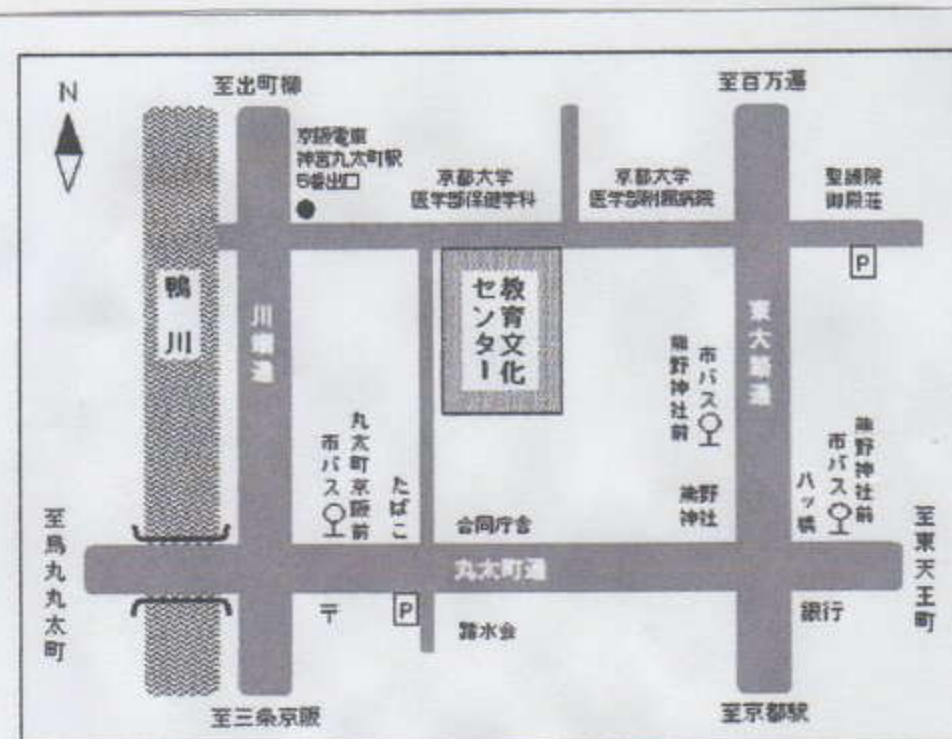 N
至出町柳
至百万遍
京阪電車
神宮丸太町駅
5番出口
京都大学
医学部保健学科
京都大学
医学部附属病院
聖護院
御殿荘
P
鴨川
川端通
教育文化
センター
東大路通
市バス
熊野神社前
熊野神社前
市バス
八ッ橋
熊野
神社
丸太町京阪前
市バス
たばこ
合同庁舎
至烏丸丸太町
丸太町通
至東天王町
〒
P
踏水会
銀行
至三条京阪
至京都駅